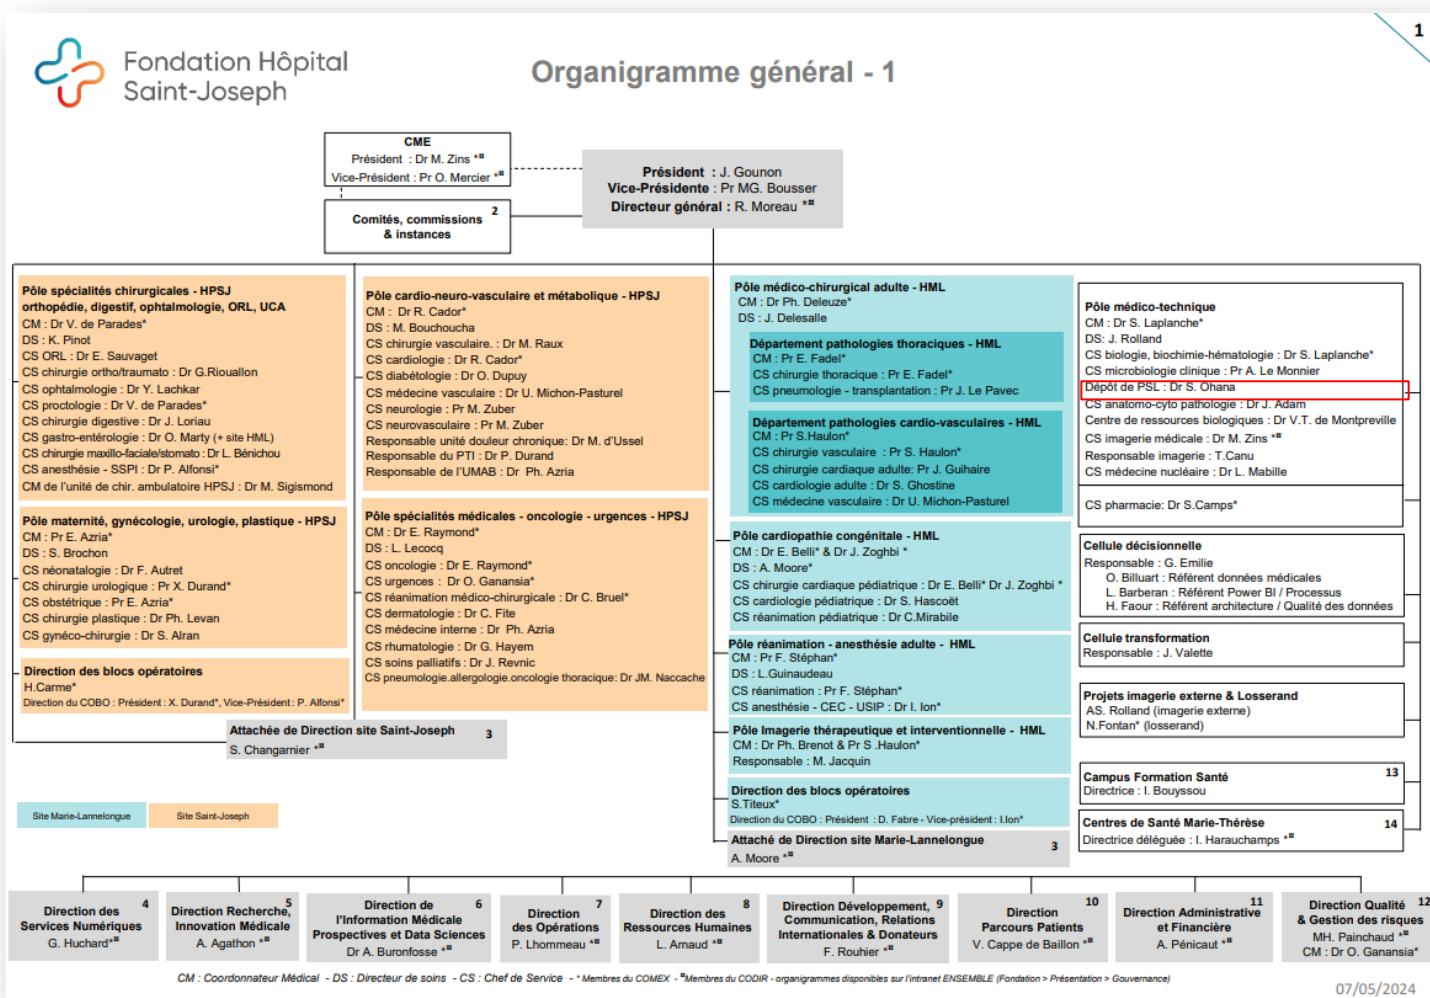 1
Fondation Hôpital
Saint-Joseph
Organigramme général - 1
CME
Président : Dr M. Zins *¤
Vice-Président : Pr O. Mercier *¤
Président : J. Gounon
Vice-Présidente : Pr MG. Bousser
Directeur général : R. Moreau *¤
Comités, commissions 2
& instances
Pôle spécialités chirurgicales - HPSJ
orthopédie, digestif, ophtalmologie, ORL, UCA
CM : Dr V. de Parades*
DS : K. Pinot
CS ORL : Dr E. Sauvaget
CS chirurgie ortho/traumato : Dr G.Riouallon
CS ophtalmologie : Dr Y. Lachkar
CS proctologie : Dr V. de Parades*
CS chirurgie digestive : Dr J. Loriau
CS gastro-entérologie : Dr O. Marty (+ site HML)
CS chirurgie maxillo-faciale/stomato : Dr L. Bénichou
CS anesthésie - SSPI : Dr P. Alfonsi*
CM de l'unité de chir. ambulatoire HPSJ : Dr M. Sigismond
Pôle maternité, gynécologie, urologie, plastique - HPSJ
CM : Pr E. Azria*
DS : S. Brochon
CS néonatalogie : Dr F. Autret
CS chirurgie urologique : Pr X. Durand*
CS obstétrique : Pr E. Azria*
CS chirurgie plastique : Dr Ph. Levan
CS gynéco-chirurgie : Dr S. Alran
Direction des blocs opératoires
H.Carme*
Direction du COBO : Président : X. Durand*, Vice-Président : P. Alfonsi*
Attachée de Direction site Saint-Joseph 3
S. Changarnier *¤
Site Marie-Lannelongue
Site Saint-Joseph
Pôle cardio-neuro-vasculaire et métabolique - HPSJ
CM : Dr R. Cador*
DS : M. Bouchoucha
CS chirurgie vasculaire. : Dr M. Raux
CS cardiologie : Dr R. Cador*
CS diabétologie : Dr O. Dupuy
CS médecine vasculaire : Dr U. Michon-Pasturel
CS neurologie : Pr M. Zuber
CS neurovasculaire : Pr M. Zuber
Responsable unité douleur chronique: Dr M. d'Ussel
Responsable du PTI : Dr P. Durand
Responsable de l'UMAB : Dr Ph. Azria
Pôle spécialités médicales - oncologie - urgences - HPSJ
CM : Dr E. Raymond*
DS : L. Lecocq
CS oncologie : Dr E. Raymond*
CS urgences : Dr O. Ganansia*
CS réanimation médico-chirurgicale : Dr C. Bruel*
CS dermatologie : Dr C. Fite
CS médecine interne : Dr Ph. Azria
CS rhumatologie : Dr G. Hayem
CS soins palliatifs : Dr J. Revnic
CS pneumologie.allergologie.oncologie thoracique: Dr JM. Naccache
Pôle médico-chirurgical adulte - HML
CM : Dr Ph. Deleuze*
DS : J. Delesalle
Département pathologies thoraciques - HML
CM : Pr E. Fadel*
CS chirurgie thoracique : Pr E. Fadel*
CS pneumologie - transplantation : Pr J. Le Pavec
Département pathologies cardio-vasculaires - HML
CM : Pr S.Haulon*
CS chirurgie vasculaire : Pr S. Haulon*
CS chirurgie cardiaque adulte: Pr J. Guihaire
CS cardiologie adulte : Dr S. Ghostine
CS médecine vasculaire : Dr U. Michon-Pasturel
Pôle cardiopathie congénitale - HML
CM : Dr E. Belli* & Dr J. Zoghbi *
DS : A. Moore*
CS chirurgie cardiaque pédiatrique : Dr E. Belli* Dr J. Zoghbi *
CS cardiologie pédiatrique : Dr S. Hascoët
CS réanimation pédiatrique : Dr C.Mirabile
Pôle réanimation - anesthésie adulte - HML
CM : Pr F. Stéphan*
DS : L.Guinaudeau
CS réanimation : Pr F. Stéphan*
CS anesthésie - CEC - USIP : Dr I. Ion*
Pôle Imagerie thérapeutique et interventionnelle - HML
CM : Dr Ph. Brenot & Pr S .Haulon*
Responsable : M. Jacquin
Direction des blocs opératoires
S.Titeux*
Direction du COBO : Président : D. Fabre - Vice-président : I.Ion*
Attaché de Direction site Marie-Lannelongue 3
A. Moore *¤
Pôle médico-technique
CM : Dr S. Laplanche*
DS: J. Rolland
CS biologie, biochimie-hématologie : Dr S. Laplanche*
CS microbiologie clinique : Pr A. Le Monnier
Dépôt de PSL : Dr S. Ohana
CS anatomo-cyto pathologie : Dr J. Adam
Centre de ressources biologiques : Dr V.T. de Montpreville
CS imagerie médicale : Dr M. Zins *¤
Responsable imagerie : T.Canu
CS médecine nucléaire : Dr L. Mabille
CS pharmacie: Dr S.Camps*
Cellule décisionnelle
Responsable : G. Emilie
O. Billuart : Référent données médicales
L. Barberan : Référent Power BI / Processus
H. Faour : Référent architecture / Qualité des données
Cellule transformation
Responsable : J. Valette
Projets imagerie externe & Losserand
AS. Rolland (imagerie externe)
N.Fontan* (losserand)
Campus Formation Santé 13
Directrice : I. Bouyssou
Centres de Santé Marie-Thérèse 14
Directrice déléguée : I. Harauchamps *¤
Direction des 4
Services Numériques
G. Huchard*¤
Direction Recherche, 5
Innovation Médicale
A. Agathon *¤
Direction de 6
l'Information Médicale
Prospectives et Data Sciences
Dr A. Buronfosse *¤
Direction 7
des Opérations
P. Lhommeau *¤
Direction des 8
Ressources Humaines
L. Arnaud *¤
Direction Développement, 9
Communication, Relations
Internationales & Donateurs
F. Rouhier *¤
Direction 10
Parcours Patients
V. Cappe de Baillon *¤
Direction Administrative 11
et Financière
A. Pénicaut *¤
Direction Qualité 12
& Gestion des risques
MH. Painchaud *¤
CM : Dr O. Ganansia*
CM : Coordonnateur Médical - DS : Directeur de soins - CS : Chef de Service - * Membres du COMEX - ¤Membres du CODIR - organigrammes disponibles sur l'intranet ENSEMBLE (Fondation > Présentation > Gouvernance)
07/05/2024